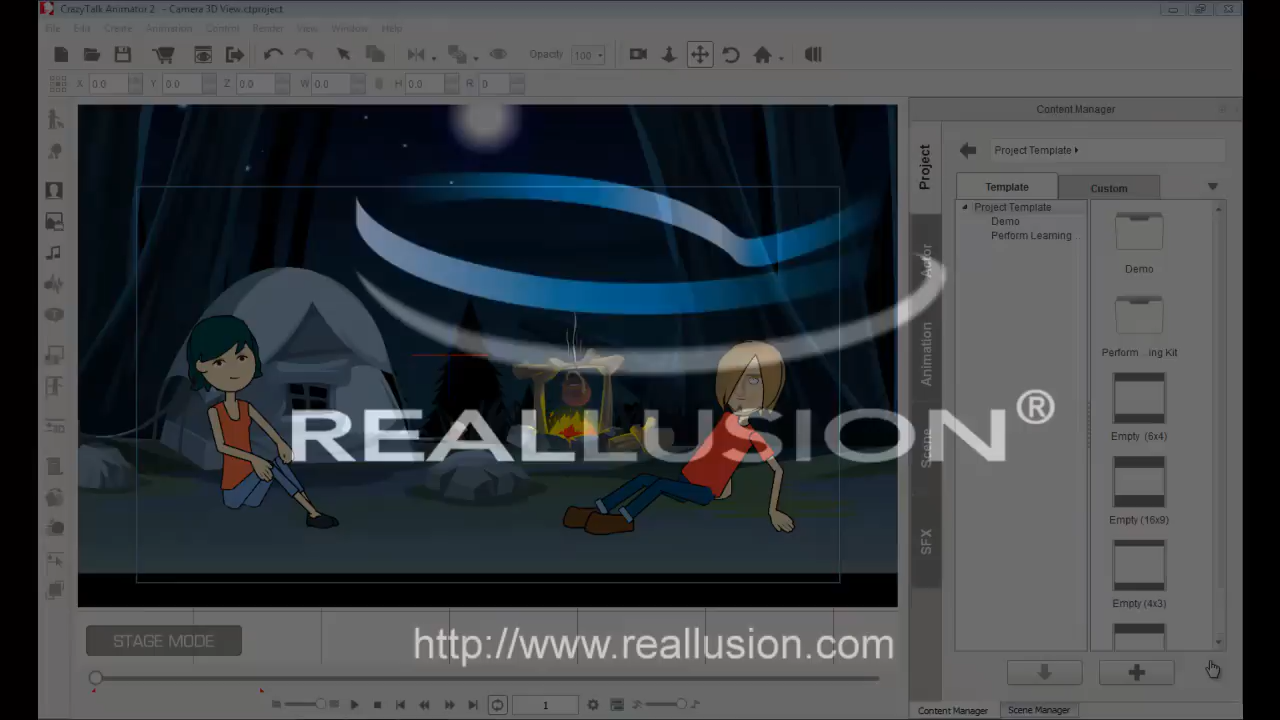 CrazyTalk Animator 2 - Camera 3D View.ctproject
File Edit Create Animation Control Render View Window Help
Opacity 100
X 0.0 Y 0.0 Z 0.0 W 0.0 H 0.0 R 0
Content Manager
Project Template
Template Custom
Project Template
Demo
Perform Learning
Demo
Perform ...ing Kit
Empty (6x4)
Empty (16x9)
Empty (4x3)
Project
Actor
Animation
Scene
SFX
REALLUSION®
STAGE MODE
http://www.reallusion.com
1
Content Manager Scene Manager